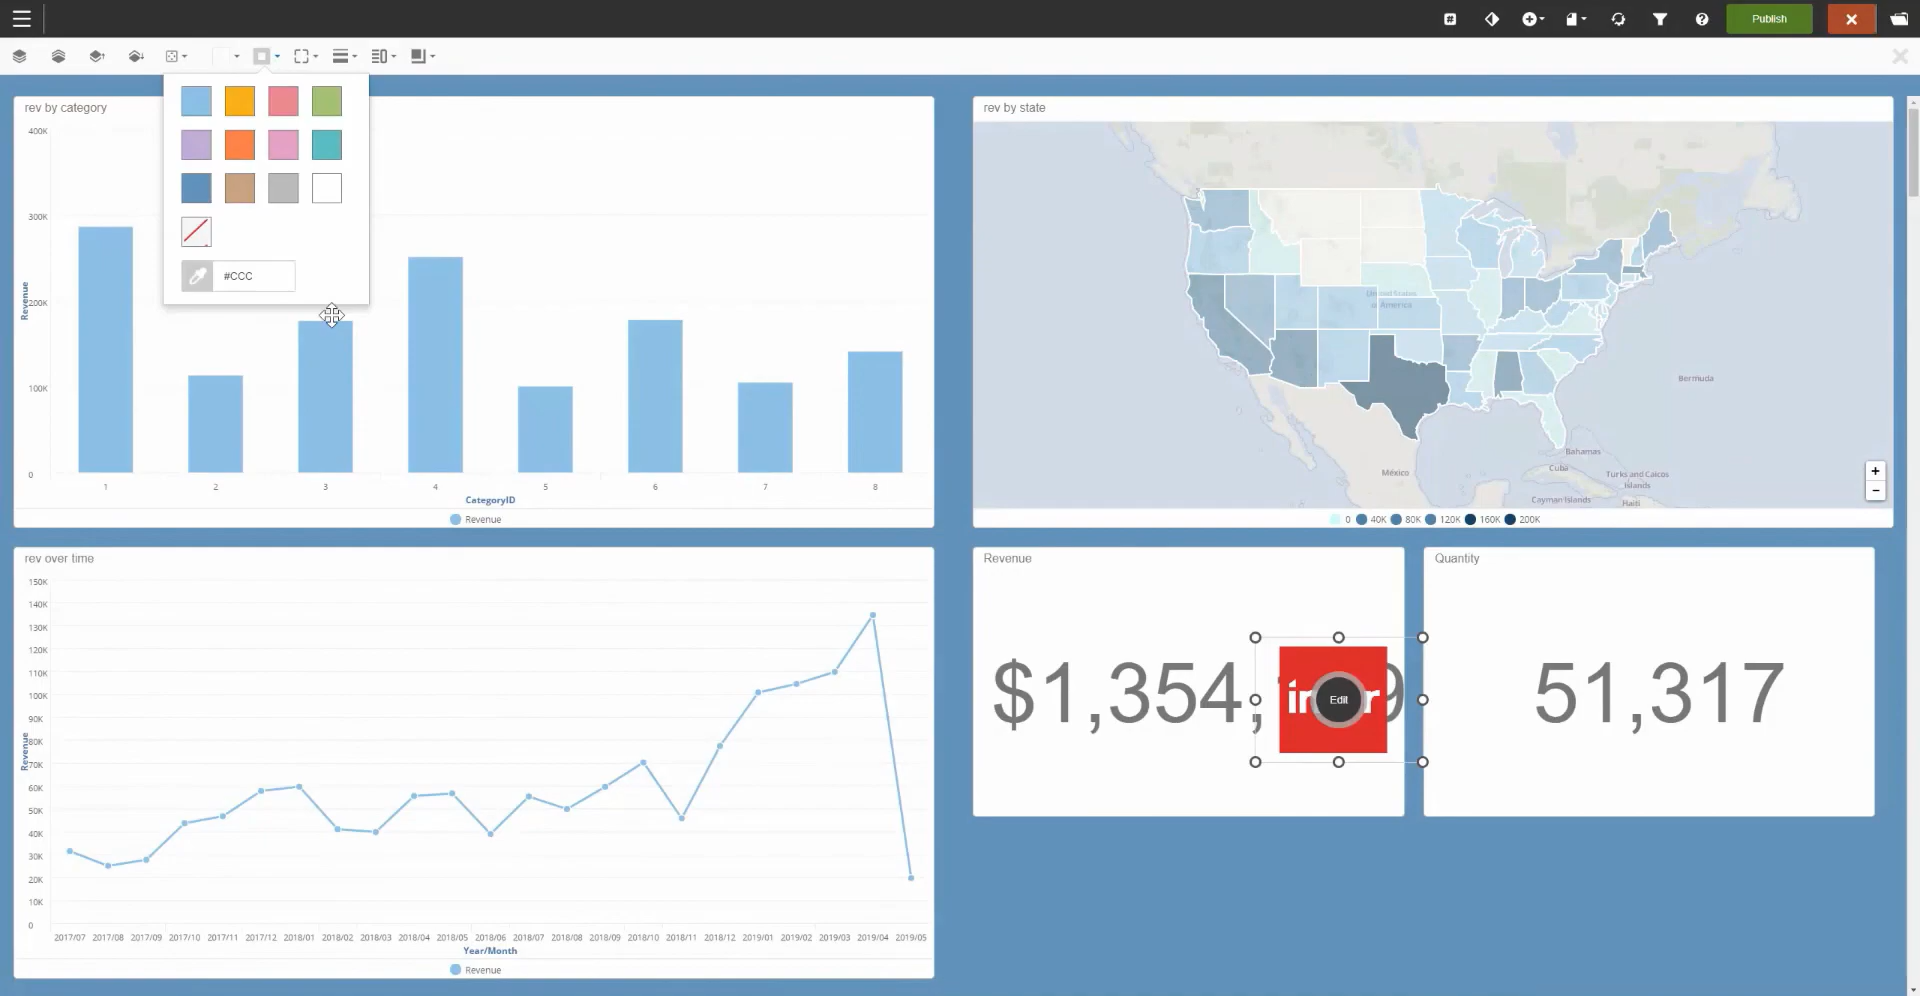 Publish
#CCC
rev by category
400K
300K
200K
100K
0
Revenue
1 2 3 4 5 6 7 8
CategoryID
Revenue
rev by state
United States
of America
México
Bermuda
Bahamas
Cuba
Turks and Caicos
Islands
Cayman Islands
Haiti
+
−
0 40K 80K 120K 160K 200K
rev over time
150K
140K
130K
120K
110K
100K
90K
80K
70K
60K
50K
40K
30K
20K
10K
0
Revenue
2017/07 2017/08 2017/09 2017/10 2017/11 2017/12 2018/01 2018/02 2018/03 2018/04 2018/05 2018/06 2018/07 2018/08 2018/09 2018/10 2018/11 2018/12 2019/01 2019/02 2019/03 2019/04 2019/05
Year/Month
Revenue
Revenue
$1,354,
Edit
Quantity
51,317